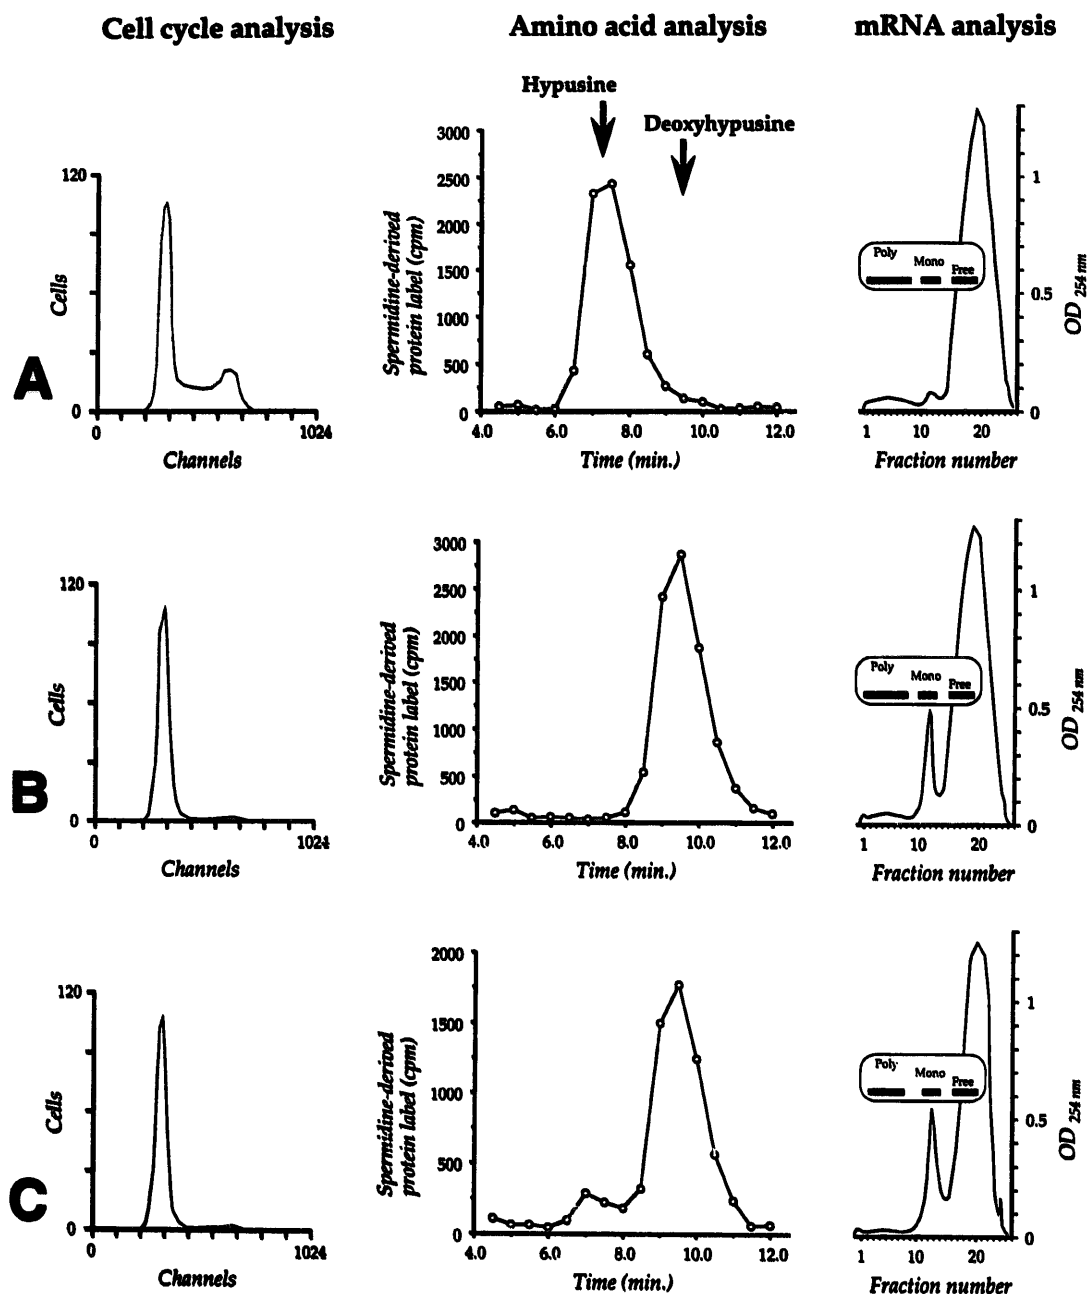 Cell cycle analysis
Amino acid analysis
mRNA analysis
A
120
0
Cells
0
1024
Channels
Hypusine
Deoxyhypusine
3000
2500
2000
1500
1000
500
0
Spermidine-derived
protein label (cpm)
4.0
6.0
8.0
10.0
12.0
Time (min.)
Poly
Mono
Free
1
0.5
0
OD 254 nm
1
10
20
Fraction number
B
120
0
Cells
0
1024
Channels
3000
2500
2000
1500
1000
500
0
Spermidine-derived
protein label (cpm)
4.0
6.0
8.0
10.0
12.0
Time (min.)
Poly
Mono
Free
1
0.5
0
OD 254 nm
1
10
20
Fraction number
C
120
0
Cells
0
1024
Channels
2000
1500
1000
500
0
Spermidine-derived
protein label (cpm)
4.0
6.0
8.0
10.0
12.0
Time (min.)
Poly
Mono
Free
1
0.5
0
OD 254 nm
1
10
20
Fraction number